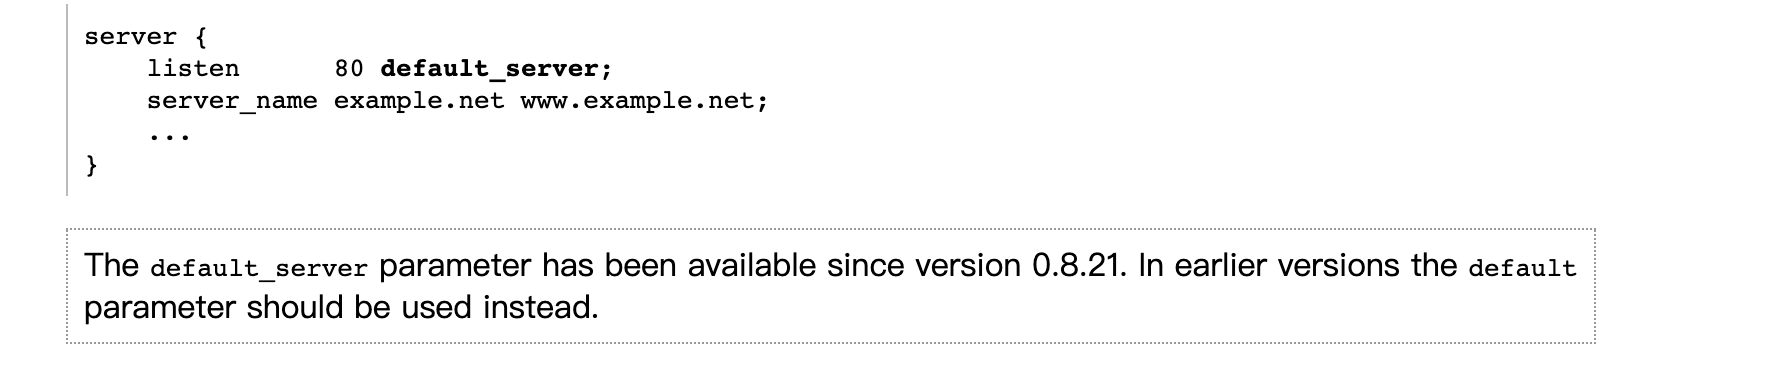 server {
    listen      80 default_server;
    server_name example.net www.example.net;
    ...
}
The default_server parameter has been available since version 0.8.21. In earlier versions the default
parameter should be used instead.